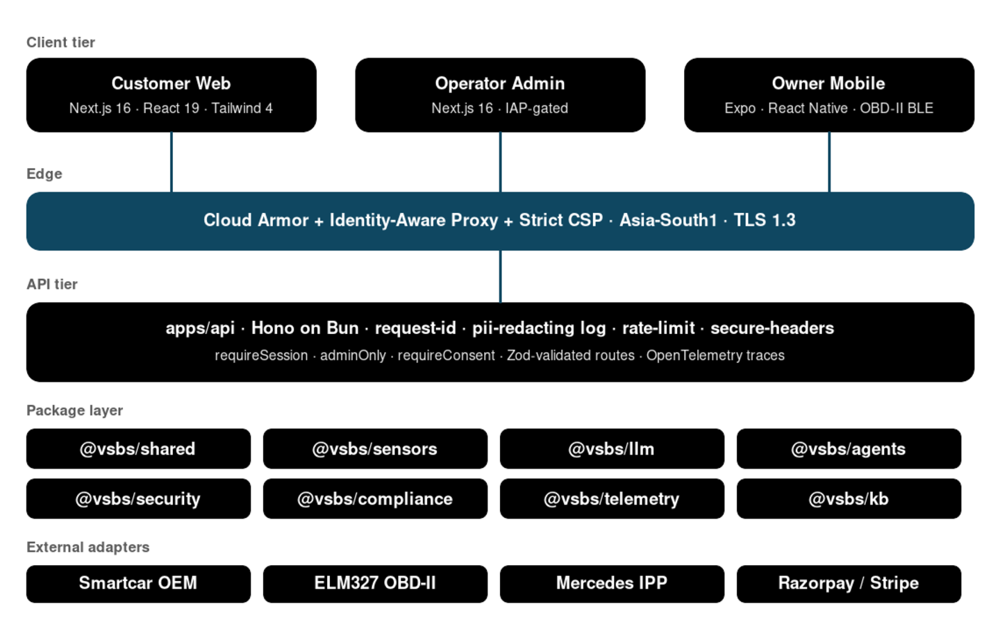 Client tier
Customer Web
Next.js 16 · React 19 · Tailwind 4
Operator Admin
Next.js 16 · IAP-gated
Owner Mobile
Expo · React Native · OBD-II BLE
Edge
Cloud Armor + Identity-Aware Proxy + Strict CSP · Asia-South1 · TLS 1.3
API tier
apps/api · Hono on Bun · request-id · pii-redacting log · rate-limit · secure-headers
requireSession · adminOnly · requireConsent · Zod-validated routes · OpenTelemetry traces
Package layer
@vsbs/shared
@vsbs/sensors
@vsbs/llm
@vsbs/agents
@vsbs/security
@vsbs/compliance
@vsbs/telemetry
@vsbs/kb
External adapters
Smartcar OEM
ELM327 OBD-II
Mercedes IPP
Razorpay / Stripe